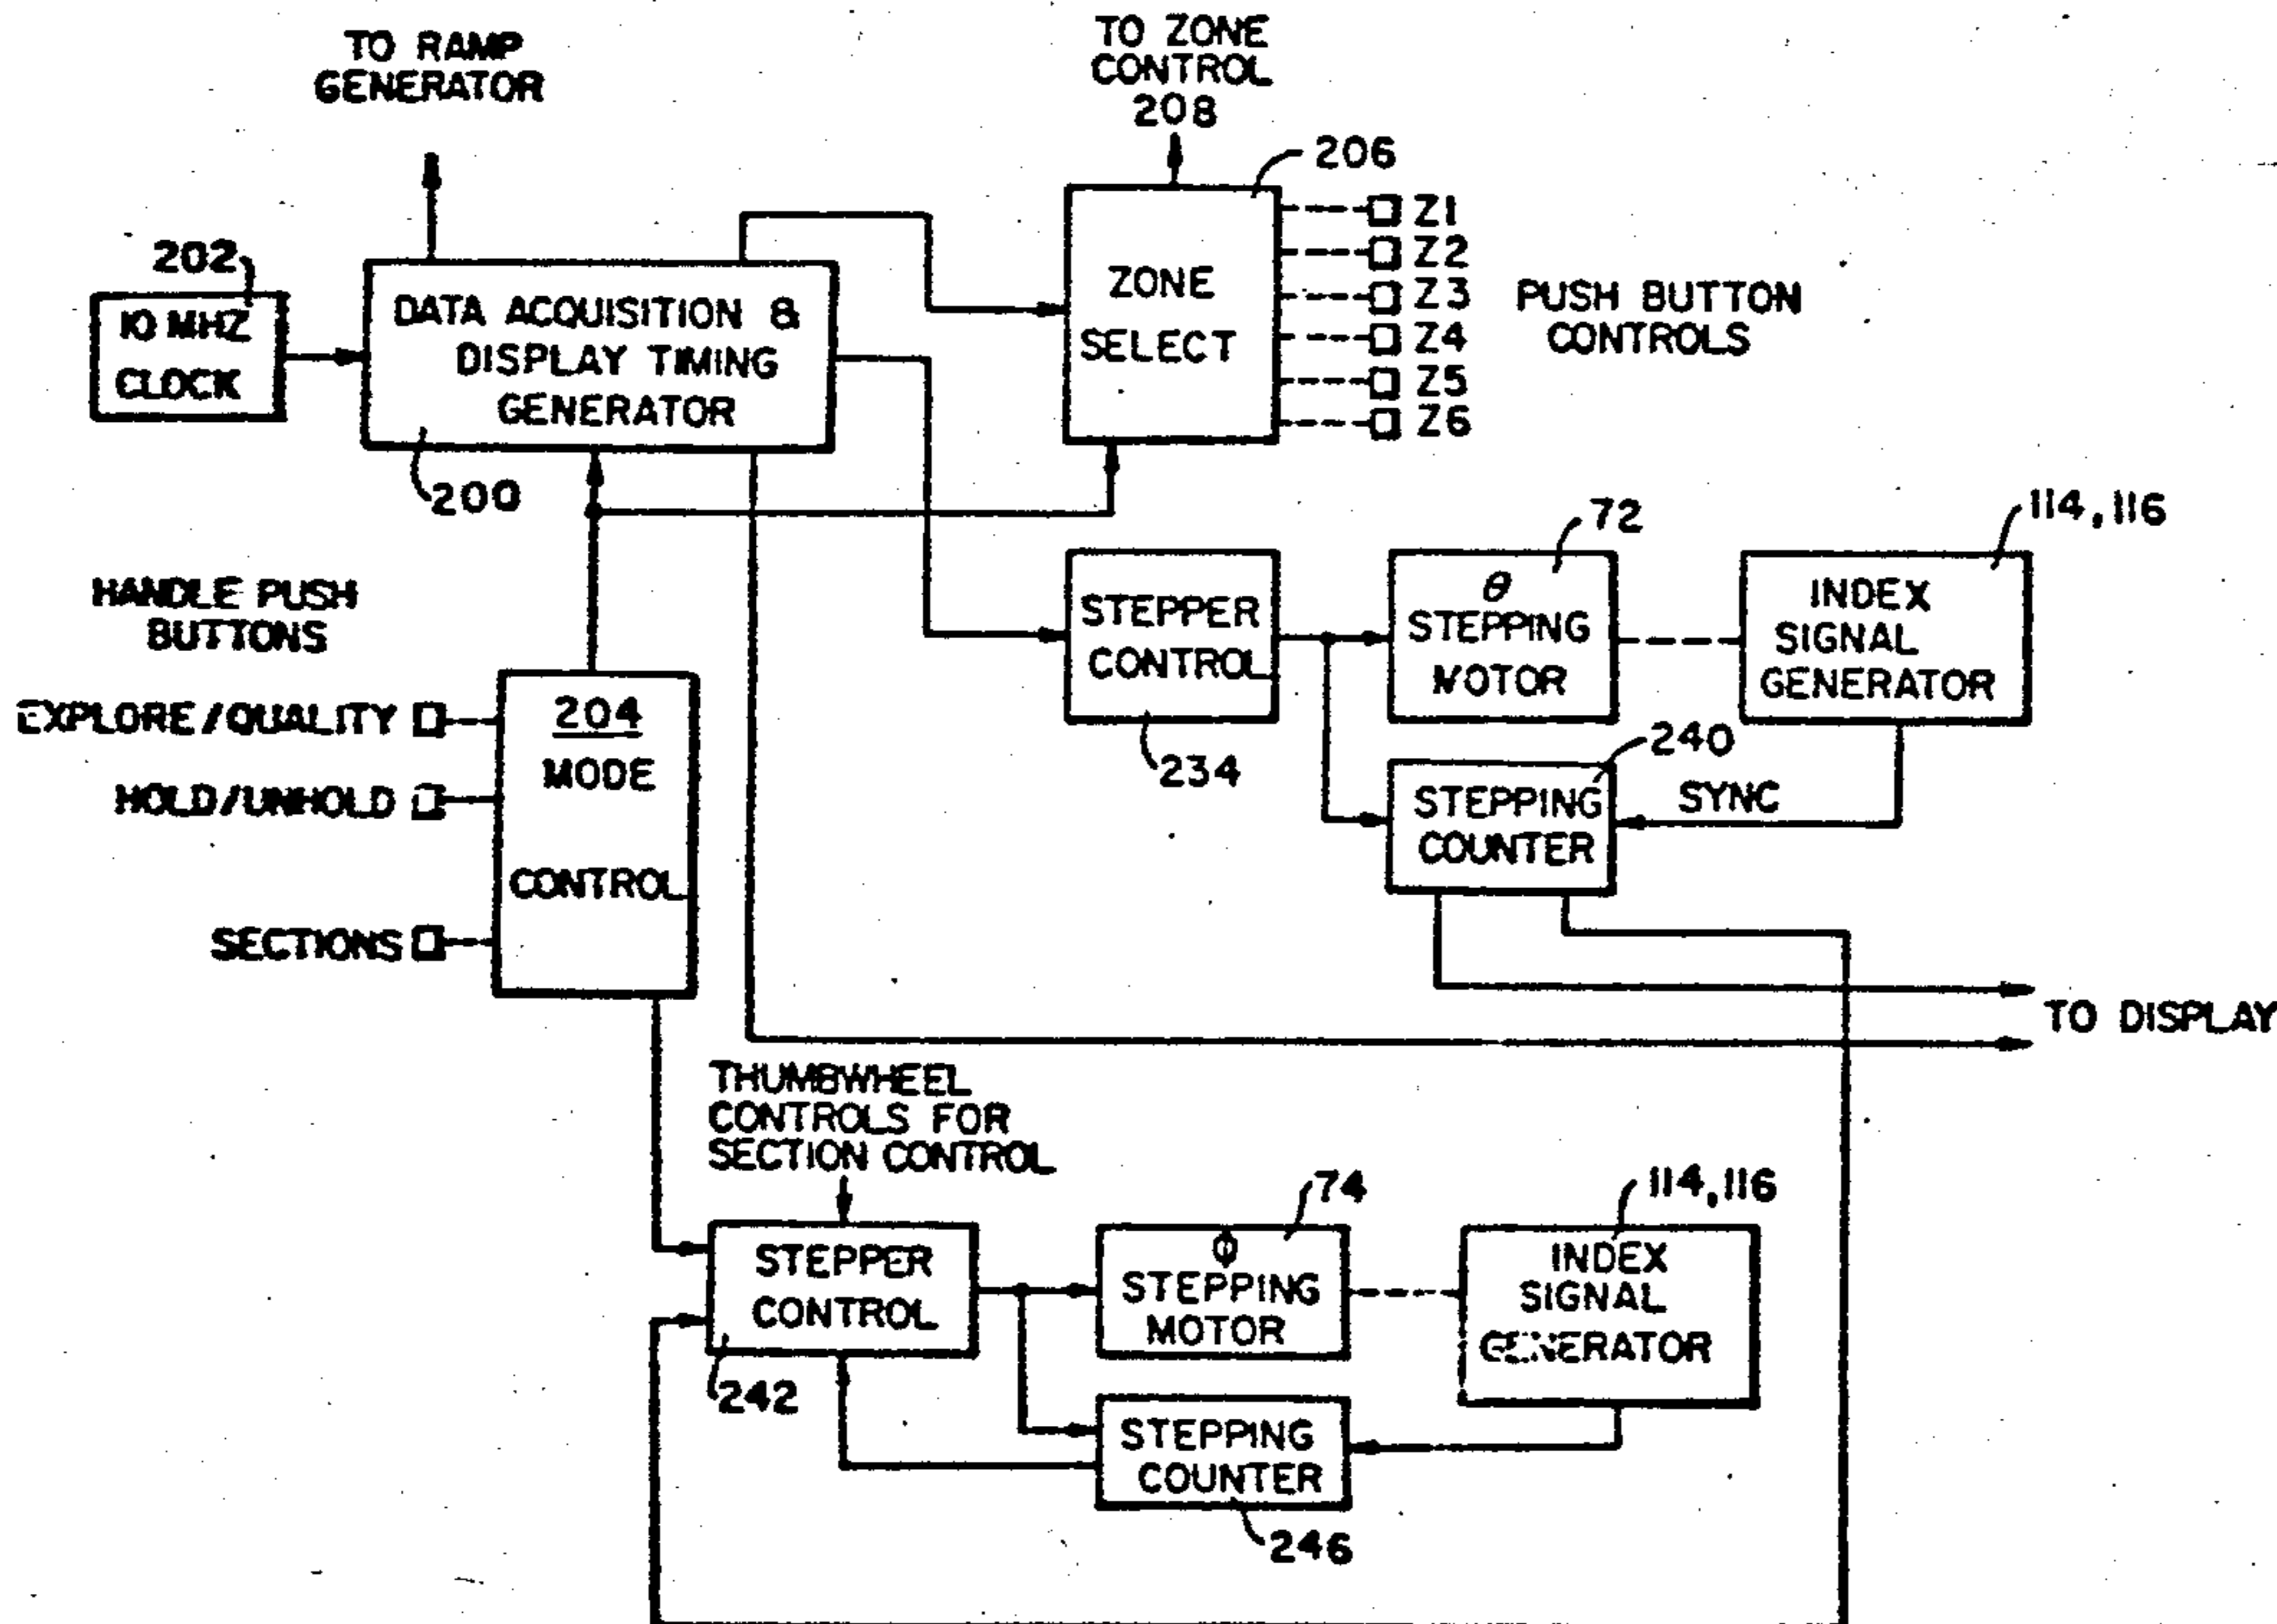 TO RAMP
GENERATOR
TO ZONE
CONTROL
208
206
Z1
Z2
Z3
Z4
Z5
Z6
PUSH BUTTON
CONTROLS
ZONE
SELECT
202
10 MHZ
CLOCK
DATA ACQUISITION &
DISPLAY TIMING
GENERATOR
200
HANDLE PUSH
BUTTONS
EXPLORE/QUALITY
HOLD/UNHOLD
SECTIONS
204
MODE
CONTROL
STEPPER
CONTROL
234
72
θ
STEPPING
MOTOR
114, 116
INDEX
SIGNAL
GENERATOR
240
STEPPING
COUNTER
SYNC
TO DISPLAY
THUMBWHEEL
CONTROLS FOR
SECTION CONTROL
STEPPER
CONTROL
242
74
Φ
STEPPING
MOTOR
114, 116
INDEX
SIGNAL
GENERATOR
STEPPING
COUNTER
246